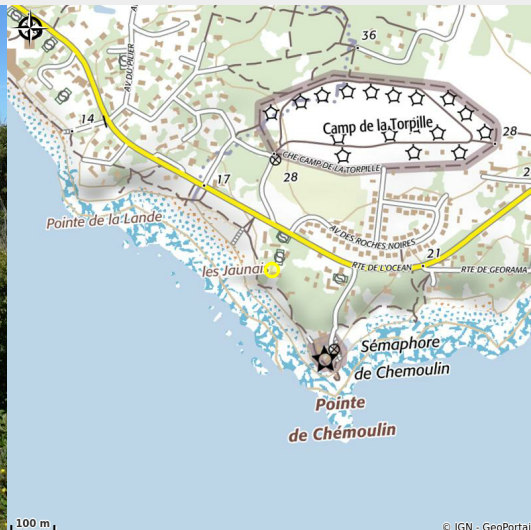 36
AV DU PILIER
14
Camp de la Torpille
28
CHE CAMP DE LA TORPILLE
17
28
Pointe de la Lande
AV DES ROCHES NOIRES
21
les Jaunai
RTE DE L'OCEAN
RTE DE GEORAMA
Sémaphore
de Chemoulin
Pointe
de Chémoulin
100 m
© IGN - GeoPortai